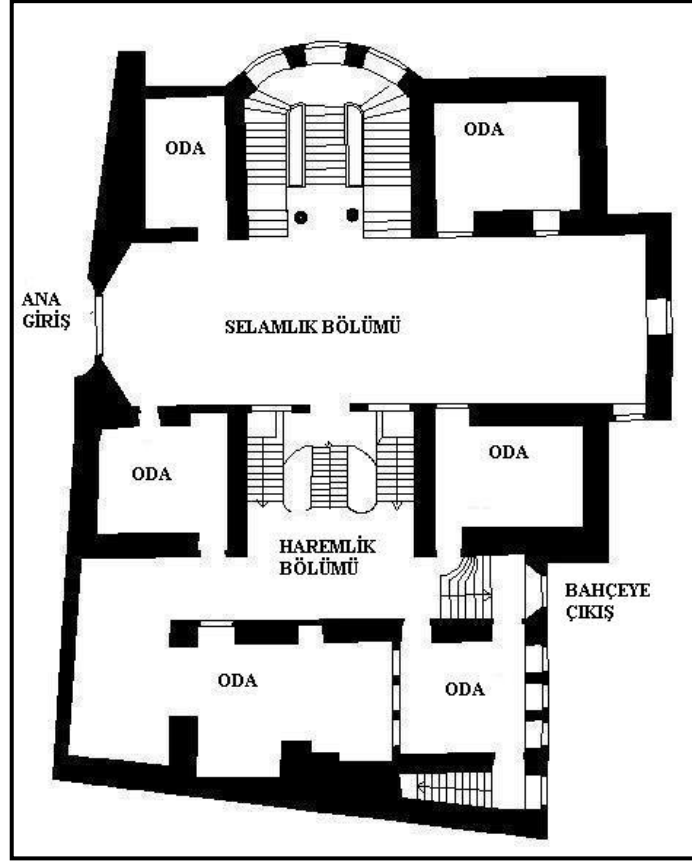 ODA
ODA
ANA
GİRİŞ
SELAMLIK BÖLÜMÜ
ODA
ODA
HAREMLİK
BÖLÜMÜ
BAHÇEYE
ÇIKIŞ
ODA
ODA